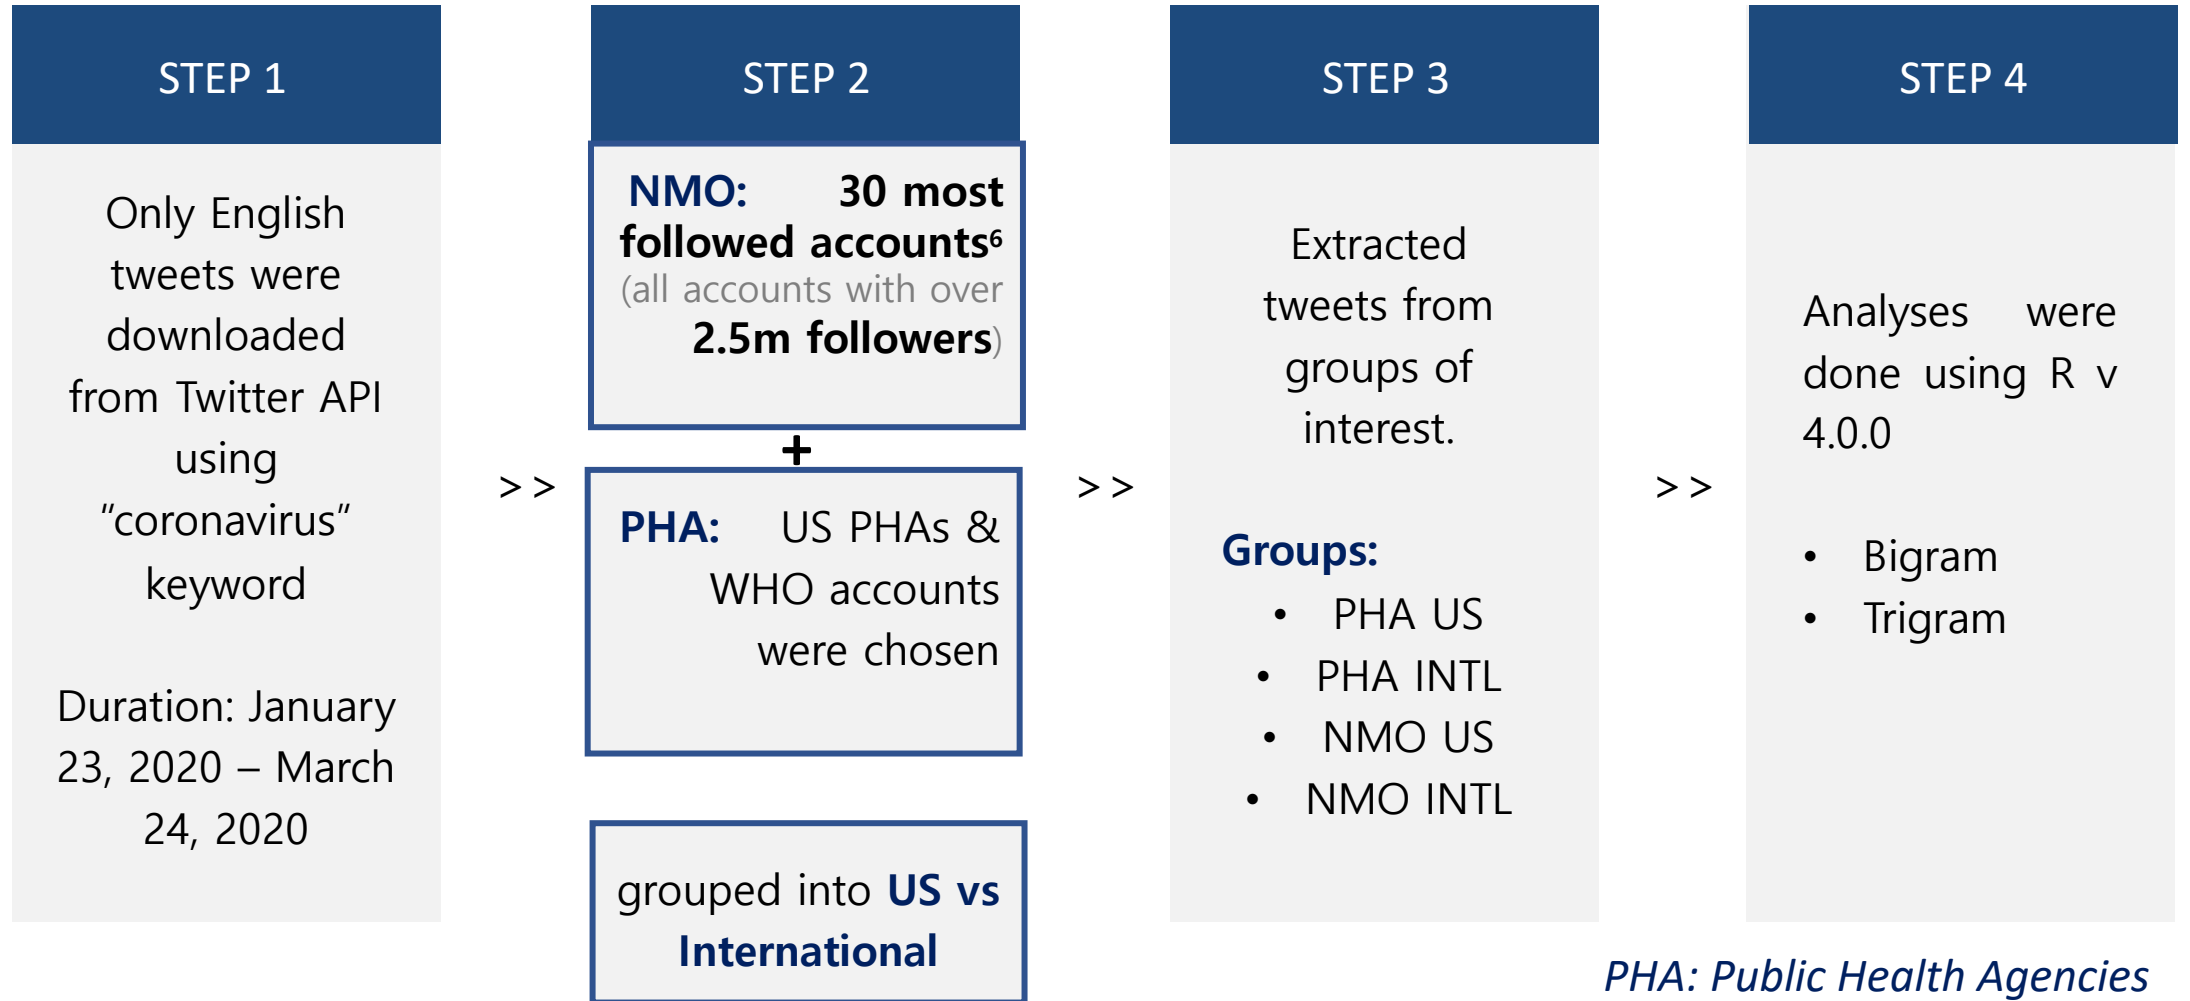 STEP 1
Only English
tweets were
downloaded
from Twitter API
using
“coronavirus”
keyword
Duration: January
23, 2020 – March
24, 2020
>>
STEP 2
NMO: 30 most
followed accounts⁶
(all accounts with over
2.5m followers)
+
PHA: US PHAs &
WHO accounts
were chosen
grouped into US vs
International
>>
STEP 3
Extracted
tweets from
groups of
interest.
Groups:
• PHA US
• PHA INTL
• NMO US
• NMO INTL
>>
STEP 4
Analyses were
done using R v
4.0.0
• Bigram
• Trigram
PHA: Public Health Agencies